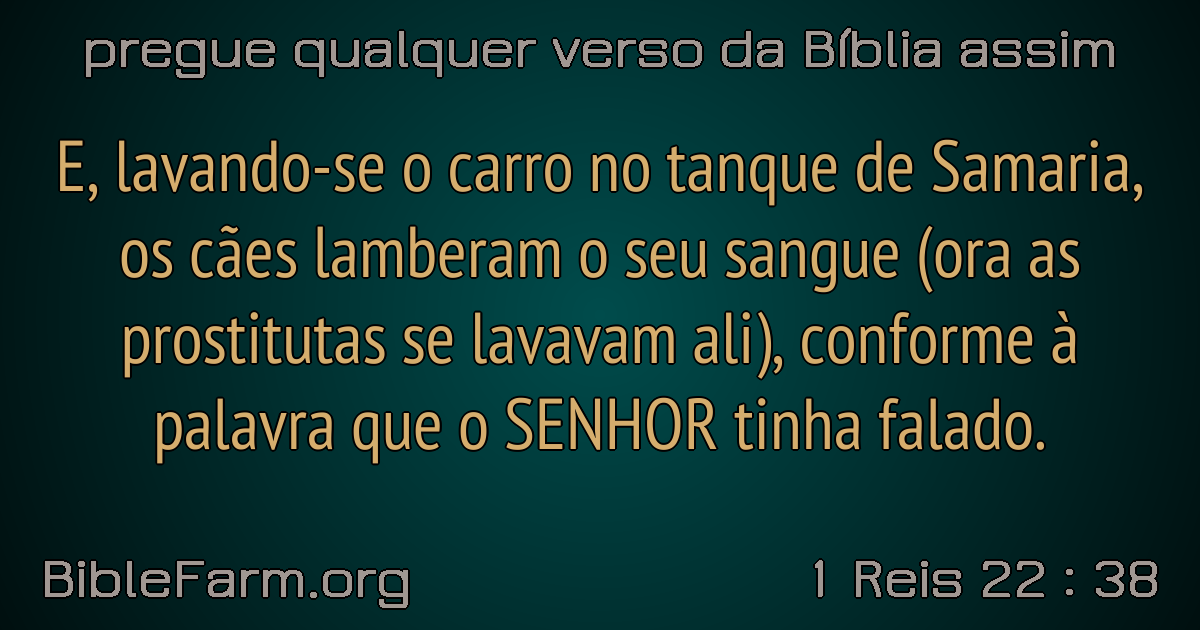 pregue qualquer verso da Bíblia assim
E, lavando-se o carro no tanque de Samaria,
os cães lamberam o seu sangue (ora as
prostitutas se lavavam ali), conforme à
palavra que o SENHOR tinha falado.
BibleFarm.org
1 Reis 22 : 38